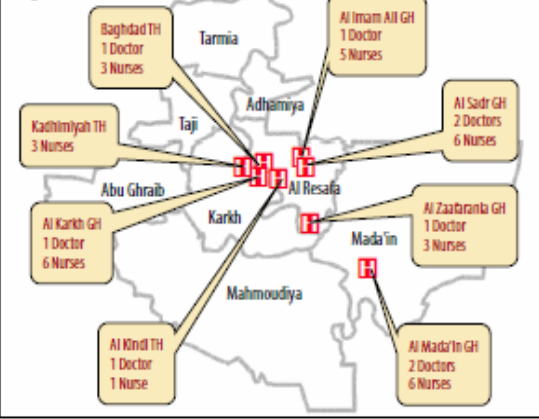 Baghdad TH
1 Doctor
3 Nurses
Tarmia
Al Imam Ali GH
1 Doctor
5 Nurses
Adhamiya
Al Sadr GH
2 Doctors
6 Nurses
Kadhimiyah TH
3 Nurses
Taji
H
H
H
H
H
H
Abu Ghraib
Al Resafa
Al Karkh GH
1 Doctor
6 Nurses
Karkh
H
Al Zaafarania GH
1 Doctor
3 Nurses
Mada'in
H
Mahmoudiya
Al Kindi TH
1 Doctor
1 Nurse
Al Mada'in GH
2 Doctors
6 Nurses